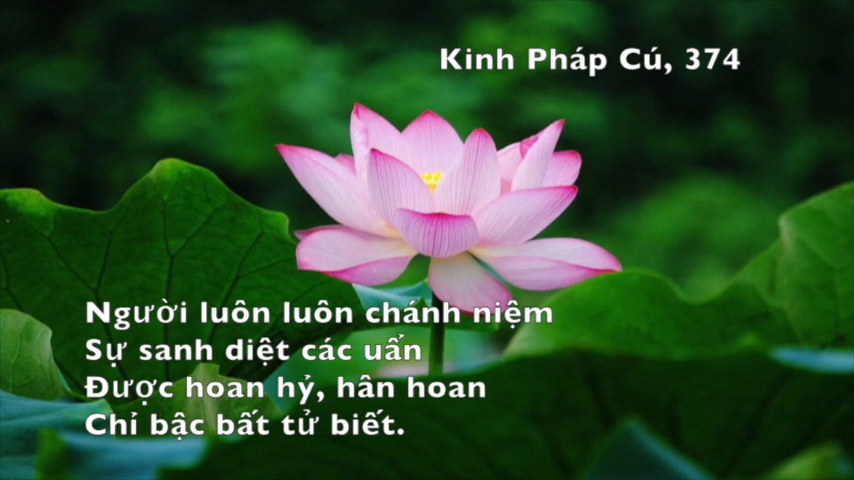 Kinh Pháp Cú, 374
Người luôn luôn chánh niệm
Sự sanh diệt các uẩn
Được hoan hỷ, hân hoan
Chỉ bậc bất tử biết.